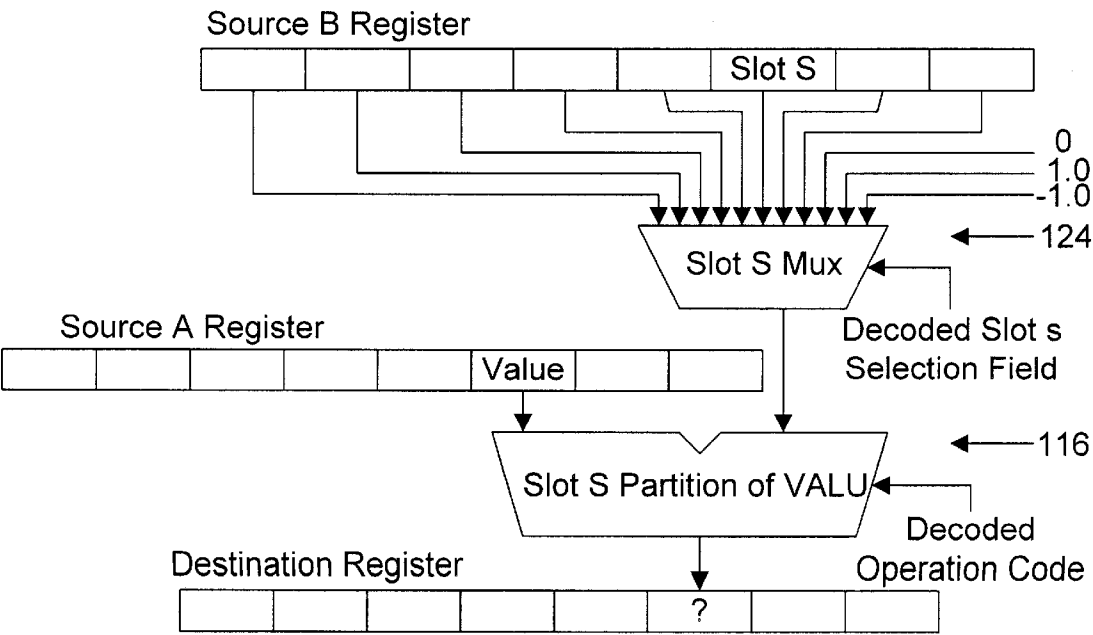 Source B Register
Slot S
0
1.0
-1.0
124
Slot S Mux
Source A Register
Decoded Slot s
Selection Field
Value
116
Slot S Partition of VALU
Decoded
Operation Code
Destination Register
?